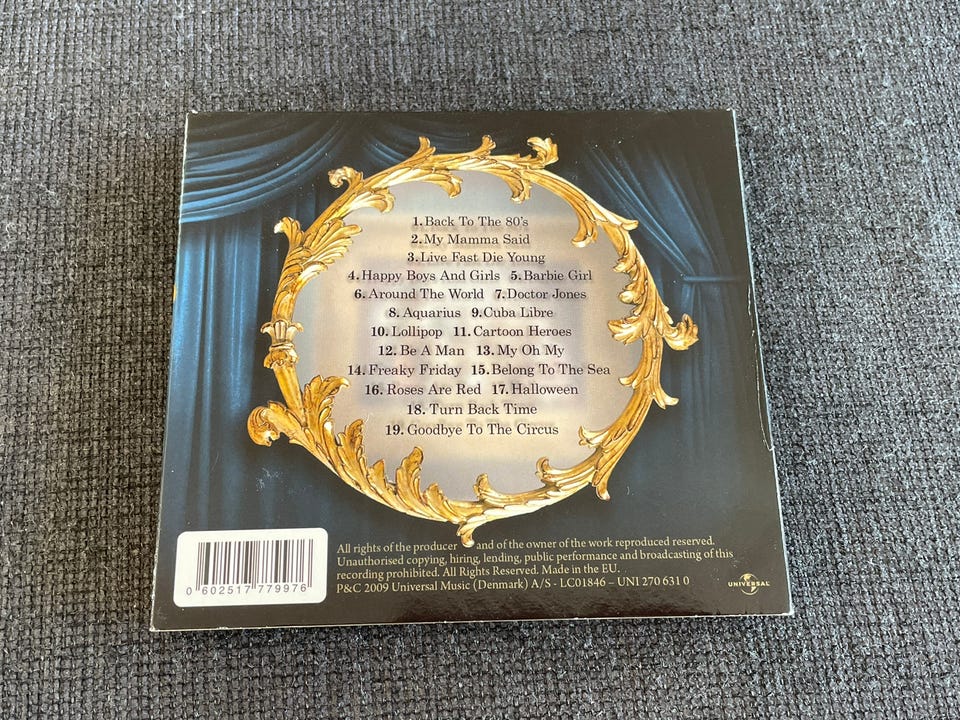 1. Back To The 80's
2. My Mamma Said
3. Live Fast Die Young
4. Happy Boys And Girls 5. Barbie Girl
6. Around The World 7. Doctor Jones
8. Aquarius 9. Cuba Libre
10. Lollipop 11. Cartoon Heroes
12. Be A Man 13. My Oh My
14. Freaky Friday 15. Belong To The Sea
16. Roses Are Red 17. Halloween
18. Turn Back Time
19. Goodbye To The Circus
All rights of the producer and of the owner of the work reproduced reserved.
Unauthorised copying, hiring, lending, public performance and broadcasting of this
recording prohibited. All Rights Reserved. Made in the EU.
P&C 2009 Universal Music (Denmark) A/S - LC01846 – UNI 270 631 0
0 602517 779976
UNIVERSAL